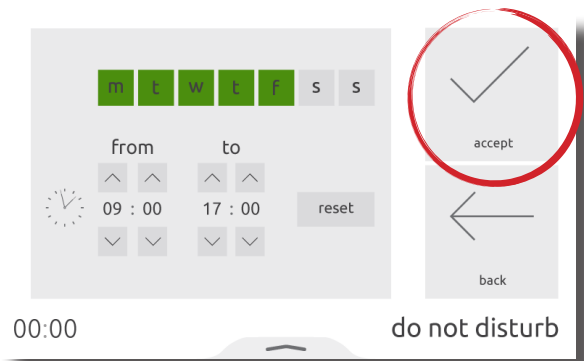 m t w t f s s
from to
09 : 00 17 : 00
reset
accept
back
00:00
do not disturb